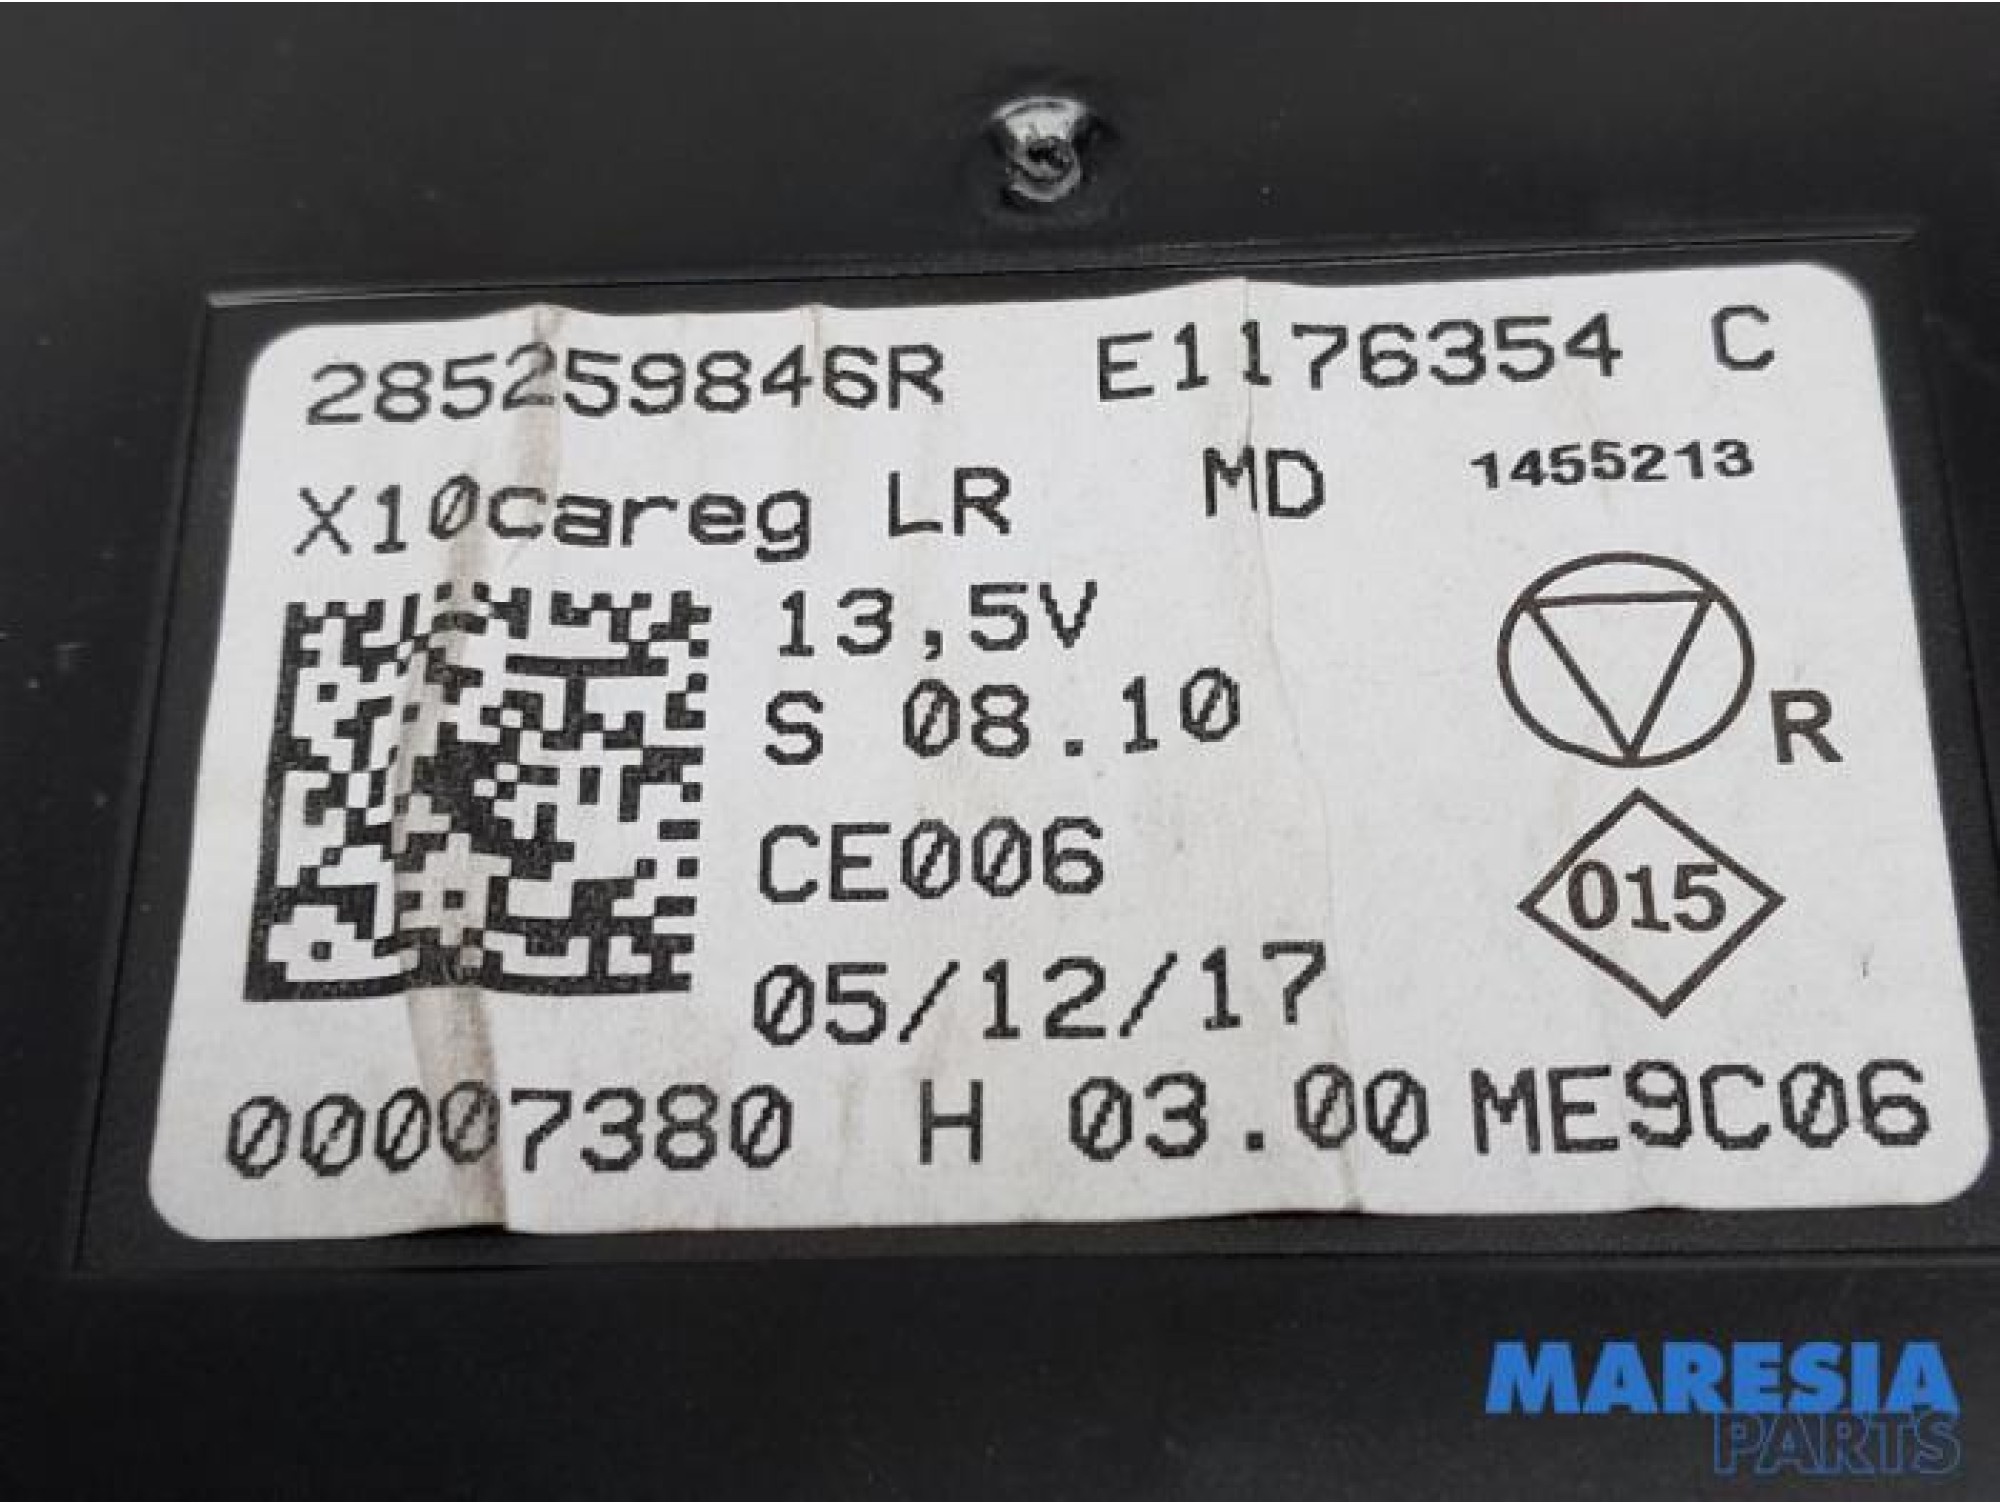 285259846R E1176354 C
X10careg LR MD 1455213
13,5V
S 08.10
R
CE006
015
05/12/17
00007380 H 03.00 ME9C06
MARESIA
PARTS